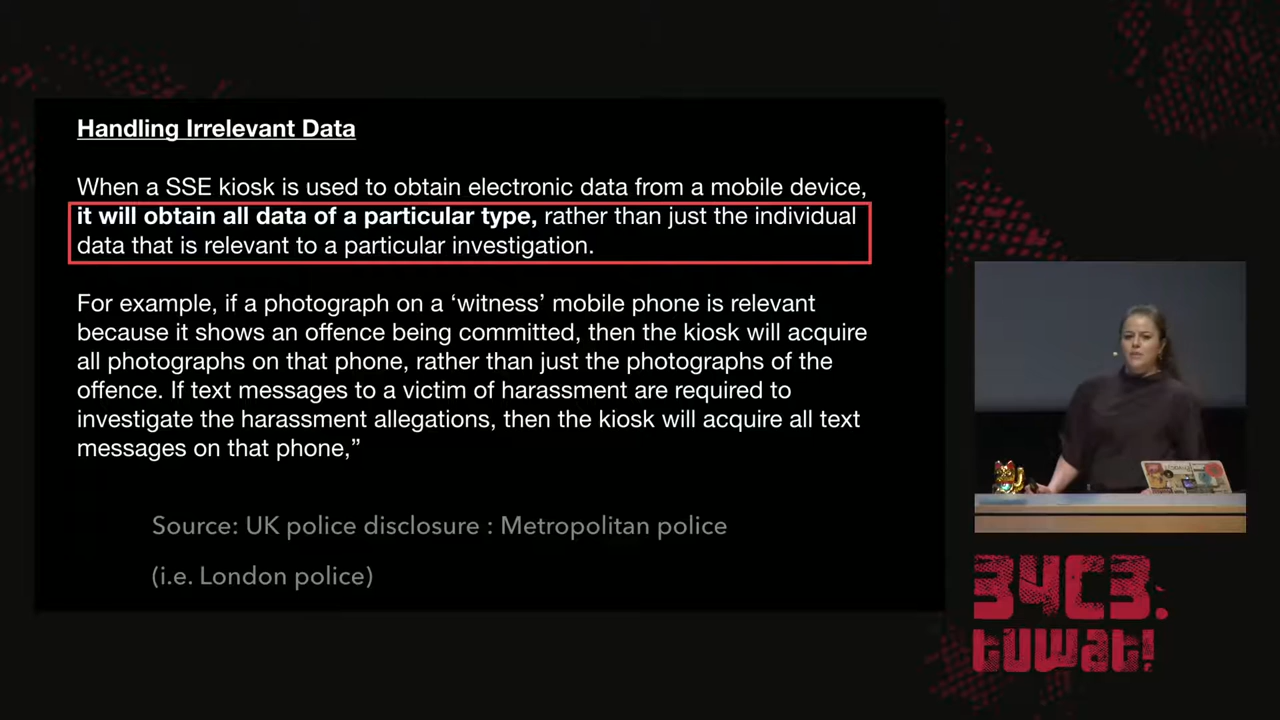 Handling Irrelevant Data
When a SSE kiosk is used to obtain electronic data from a mobile device,
it will obtain all data of a particular type, rather than just the individual
data that is relevant to a particular investigation.
For example, if a photograph on a ‘witness’ mobile phone is relevant
because it shows an offence being committed, then the kiosk will acquire
all photographs on that phone, rather than just the photographs of the
offence. If text messages to a victim of harassment are required to
investigate the harassment allegations, then the kiosk will acquire all text
messages on that phone,”
Source: UK police disclosure : Metropolitan police
(i.e. London police)
34C3.
tuwat!